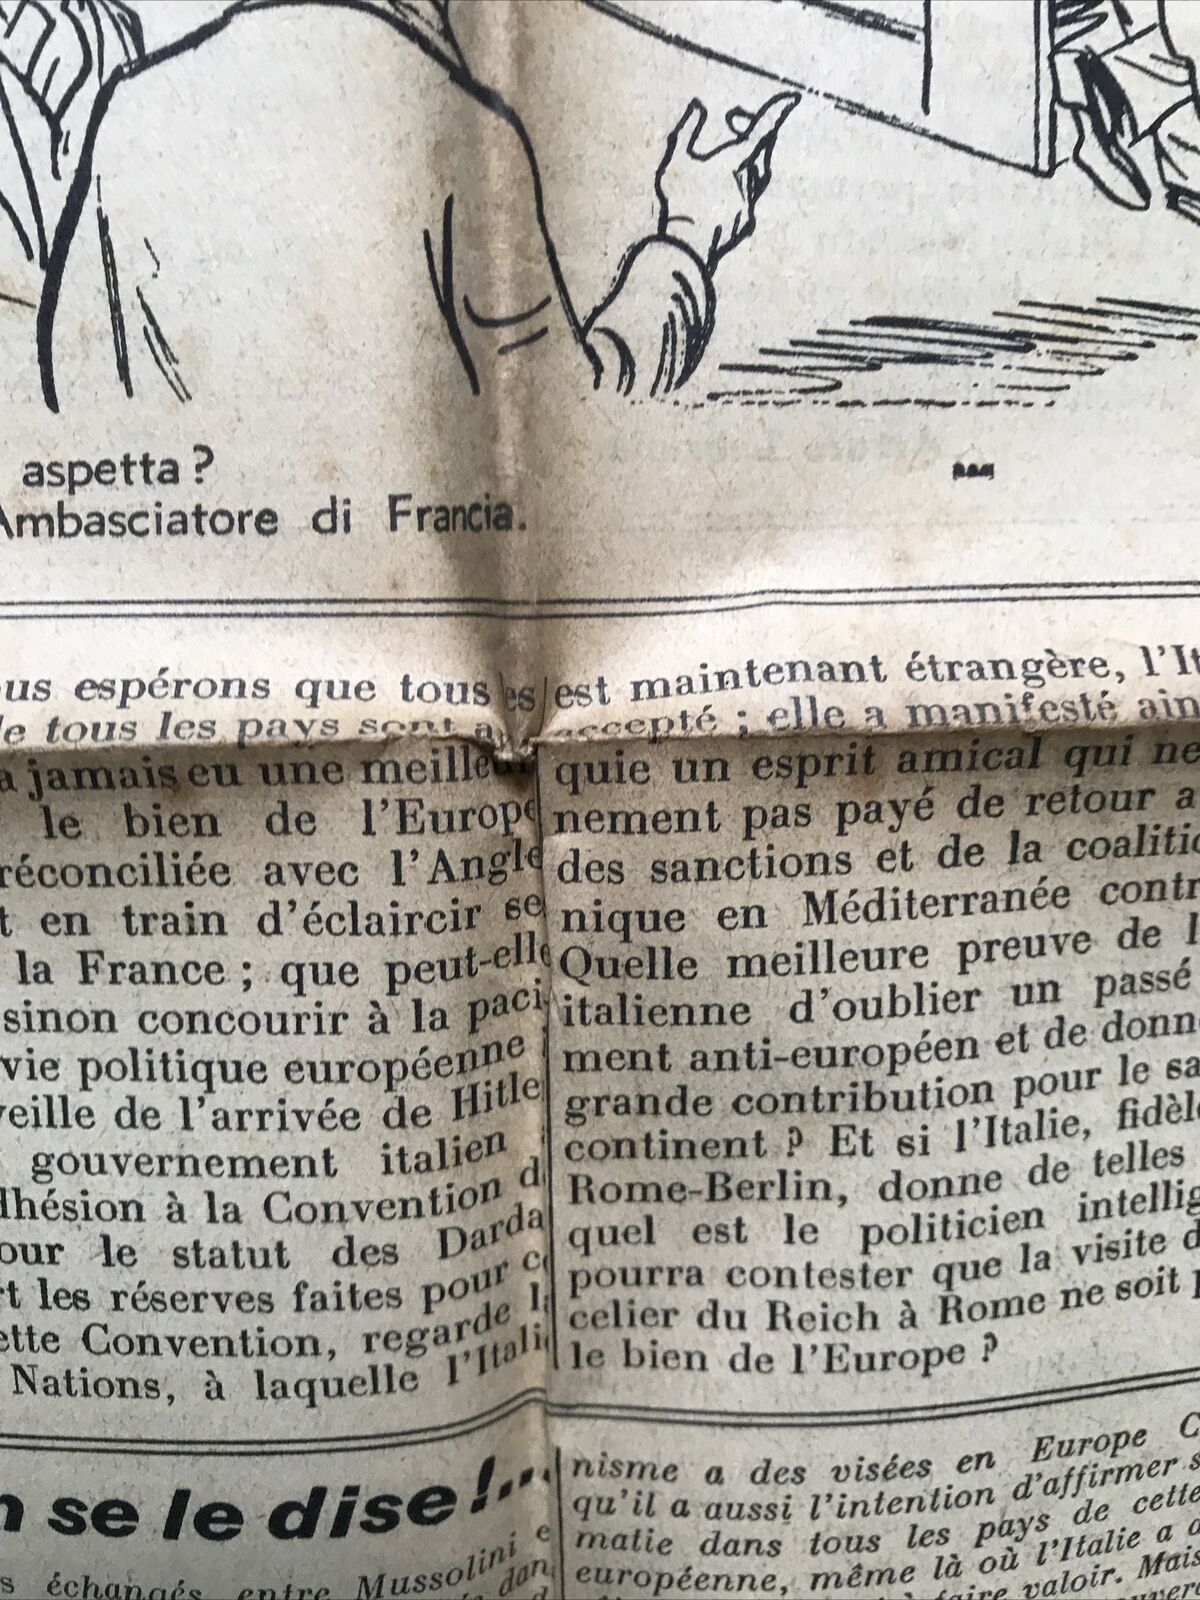 aspetta?
Ambasciatore di Francia.
us espérons que tous
tous les pays sont
a jamais eu une meilleur
le bien de l'Europe
réconciliée avec l'Angle
t en train d'éclaircir se
la France ; que peut-elle
sinon concourir à la paci
vie politique européenne
veille de l'arrivée de Hitle
gouvernement italien
dhésion à la Convention d
our le statut des Darda
rt les réserves faites pour c
ette Convention, regarde l
Nations, à laquelle l'Itali
est maintenant étrangère, l'It
accepté ; elle a manifesté ain
quie un esprit amical qui ne
nement pas payé de retour a
des sanctions et de la coalitio
nique en Méditerranée contr
Quelle meilleure preuve de l
italienne d'oublier un passé
ment anti-européen et de donn
grande contribution pour le sa
continent ? Et si l'Italie, fidèle
Rome-Berlin, donne de telles
quel est le politicien intellig
pourra contester que la visite d
celier du Reich à Rome ne soit p
le bien de l'Europe ?
n se le dise !...
s échangés entre Mussolini e
dan
nisme a des visées en Europe C
qu'il a aussi l'intention d'affirmer s
matie dans tous les pays de cette
européenne, même là où l'Italie a d
faire valoir. Mais